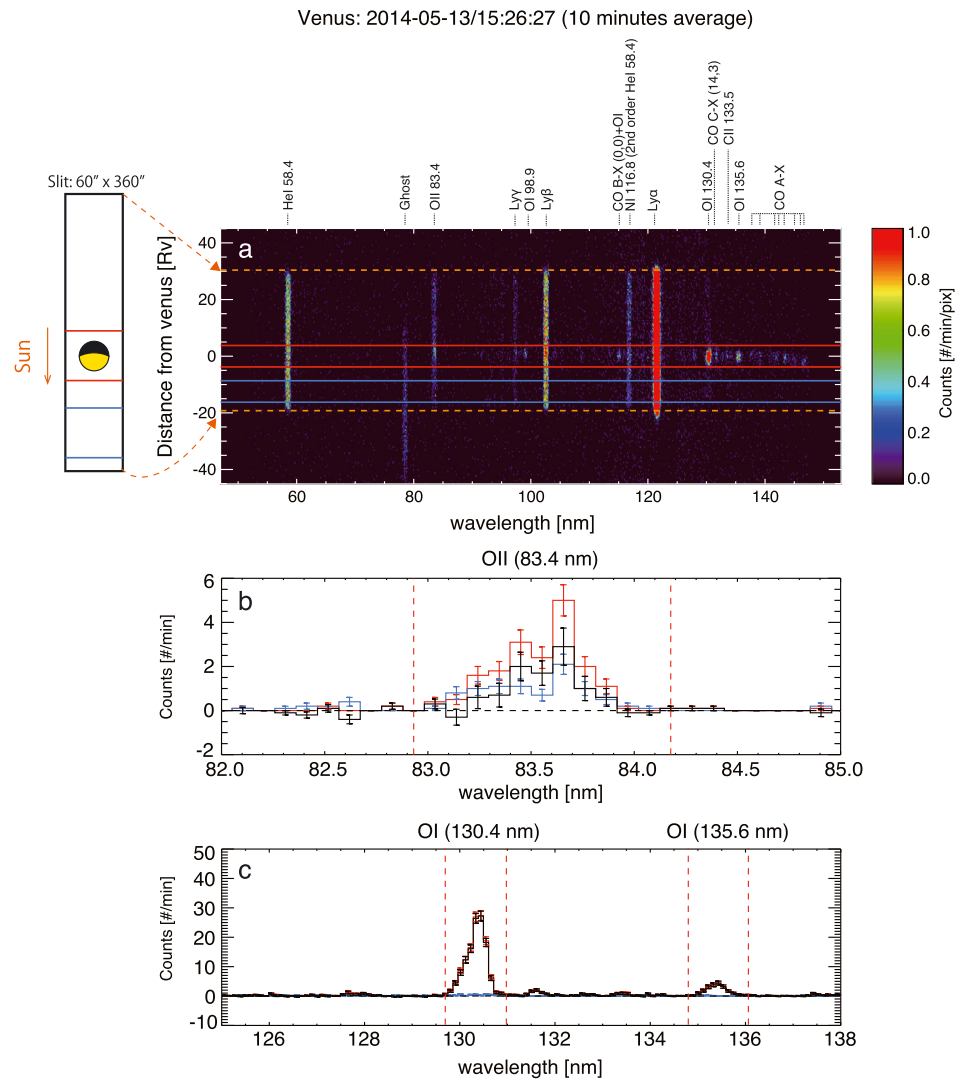 Venus: 2014-05-13/15:26:27 (10 minutes average)
Slit: 60" x 360"
Sun
HeI 58.4
Ghost
OII 83.4
Lyγ
OI 98.9
Lyβ
CO B-X (0,0)+OI
NI 116.8 (2nd order HeI 58.4)
Lyα
OI 130.4
CO C-X (14,3)
CII 133.5
OI 135.6
CO A-X
a
Distance from venus [Rv]
40
20
0
-20
-40
60 80 100 120 140
wavelength [nm]
1.0
0.8
0.6
0.4
0.2
0.0
Counts [#/min/pix]
OII (83.4 nm)
b
Counts [#/min]
6
4
2
0
-2
82.0 82.5 83.0 83.5 84.0 84.5 85.0
wavelength [nm]
OI (130.4 nm) OI (135.6 nm)
c
Counts [#/min]
50
40
30
20
10
0
-10
126 128 130 132 134 136 138
wavelength [nm]